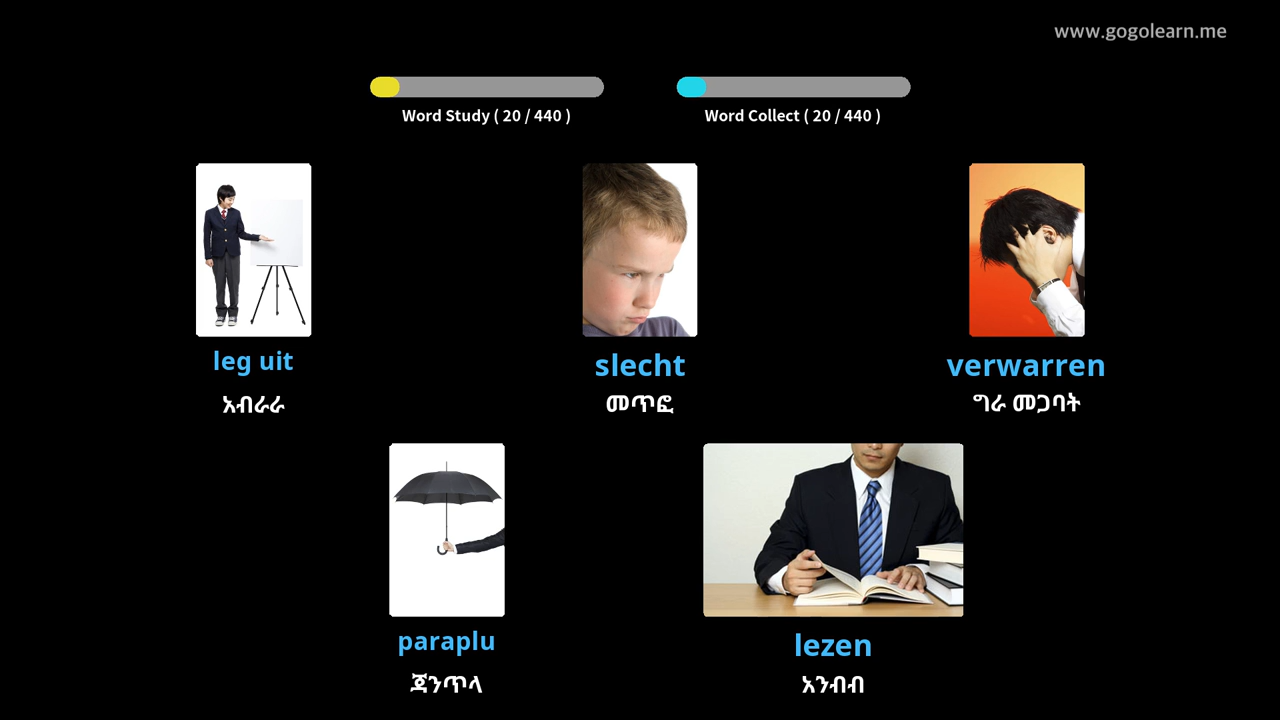 www.gogolearn.me
Word Study ( 20 / 440 )
Word Collect ( 20 / 440 )
leg uit
አብራራ
slecht
መጥፎ
verwarren
ግራ መጋባት
paraplu
ጃንጥላ
lezen
አንብብ